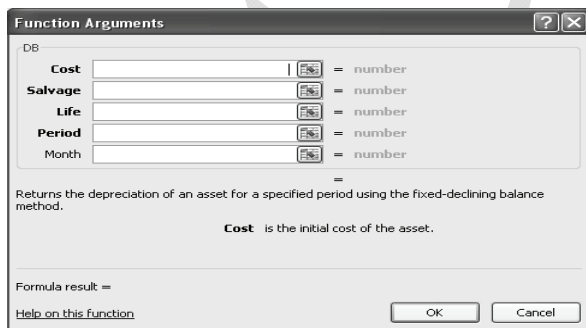 Function Arguments
DB
Cost = number
Salvage = number
Life = number
Period = number
Month = number
=
Returns the depreciation of an asset for a specified period using the fixed-declining balance
method.
Cost is the initial cost of the asset.
Formula result =
Help on this function OK Cancel